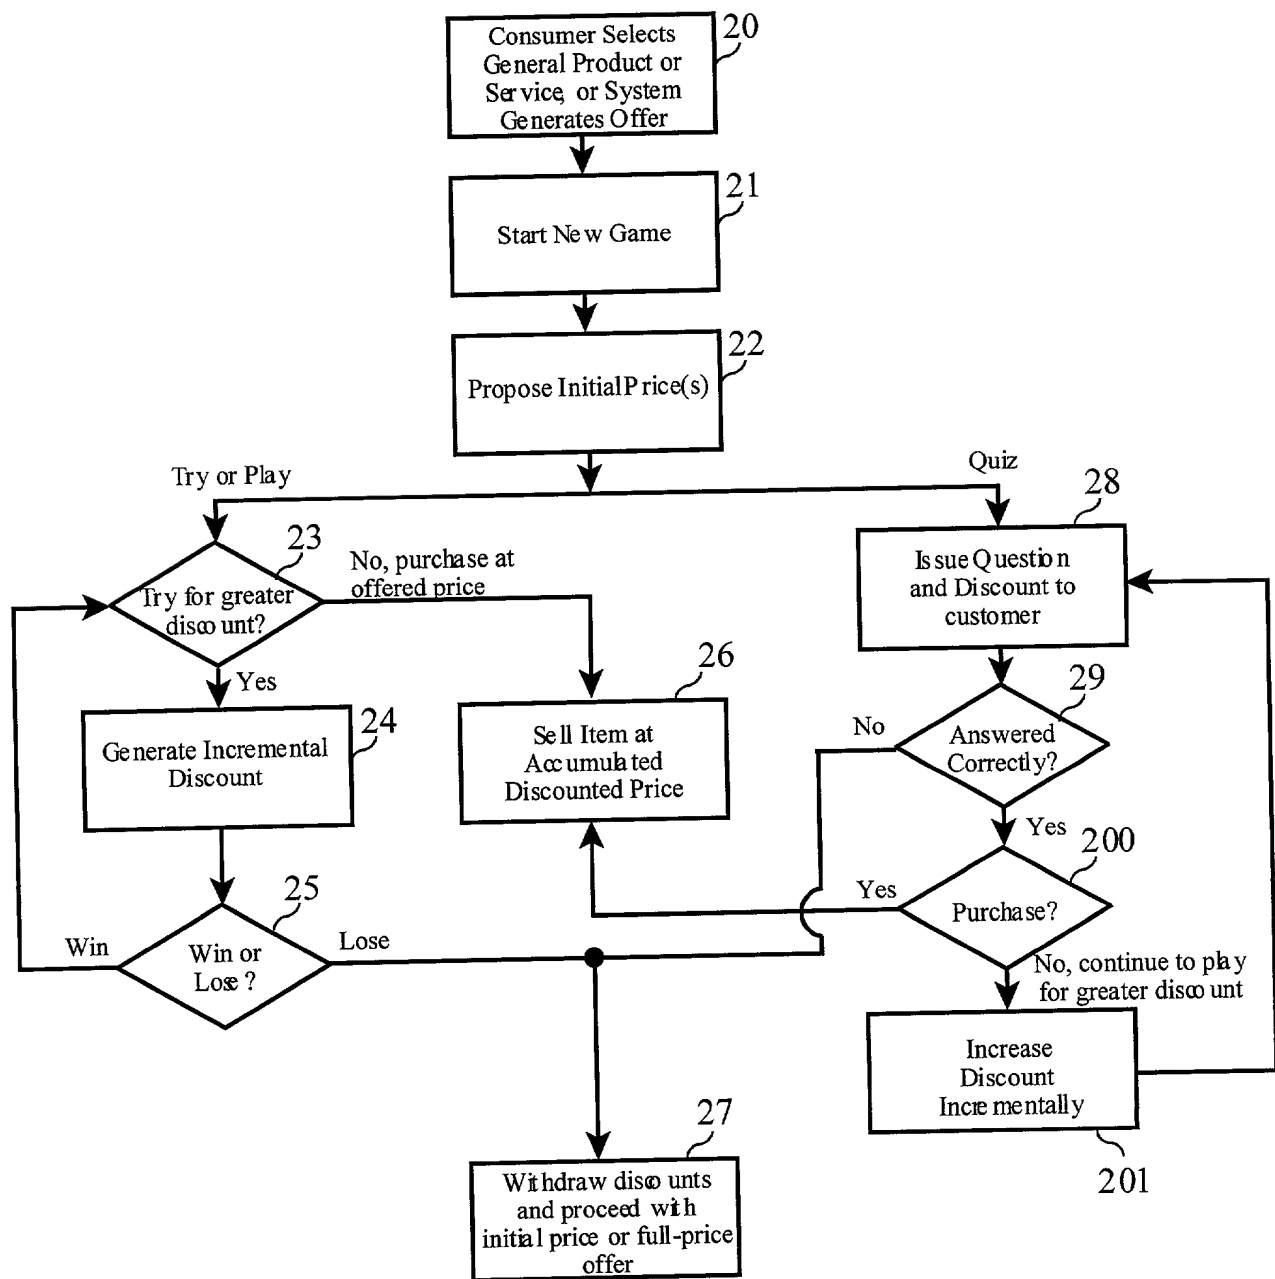 Consumer Selects
General Product or
Service, or System
Generates Offer
20
Start New Game
21
Propose Initial Price(s)
22
Try or Play
Quiz
Try for greater
discount?
23
No, purchase at
offered price
Yes
Issue Question
and Discount to
customer
28
Generate Incremental
Discount
24
Sell Item at
Accumulated
Discounted Price
26
Answered
Correctly?
29
No
Yes
Win or
Lose ?
25
Win
Lose
Purchase?
200
Yes
No, continue to play
for greater discount
Increase
Discount
Incrementally
201
Withdraw discounts
and proceed with
initial price or full-price
offer
27